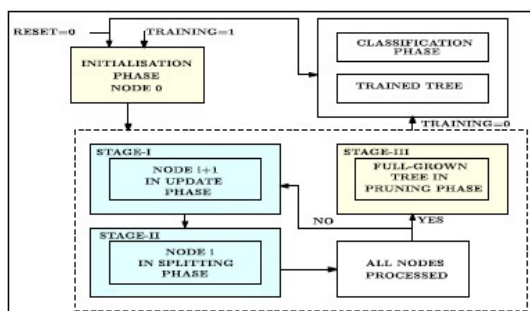 RESET=0
TRAINING=1
INITIALISATION
PHASE
NODE 0
CLASSIFICATION
PHASE
TRAINED TREE
TRAINING=0
STAGE-I
NODE i+1
IN UPDATE
PHASE
STAGE-III
FULL-GROWN
TREE IN
PRUNING PHASE
NO
YES
STAGE-II
NODE i
IN SPLITTING
PHASE
ALL NODES
PROCESSED